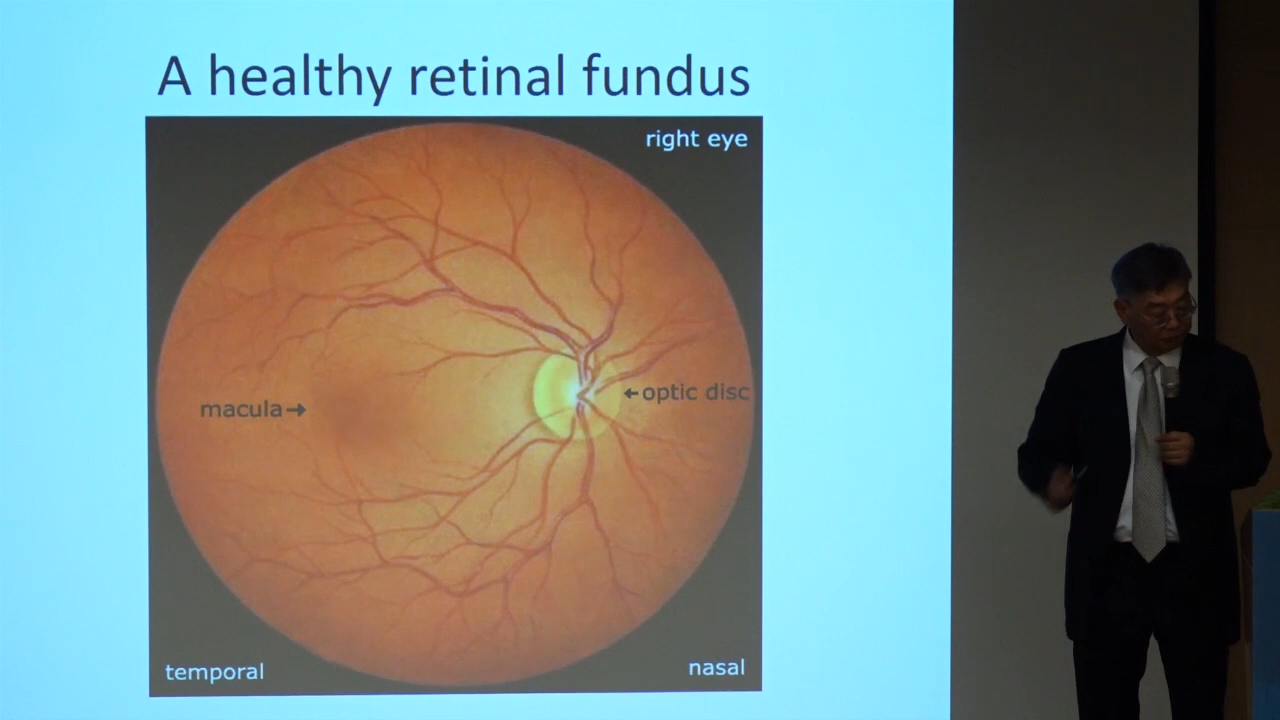 A healthy retinal fundus
right eye
macula→
←optic disc
temporal
nasal